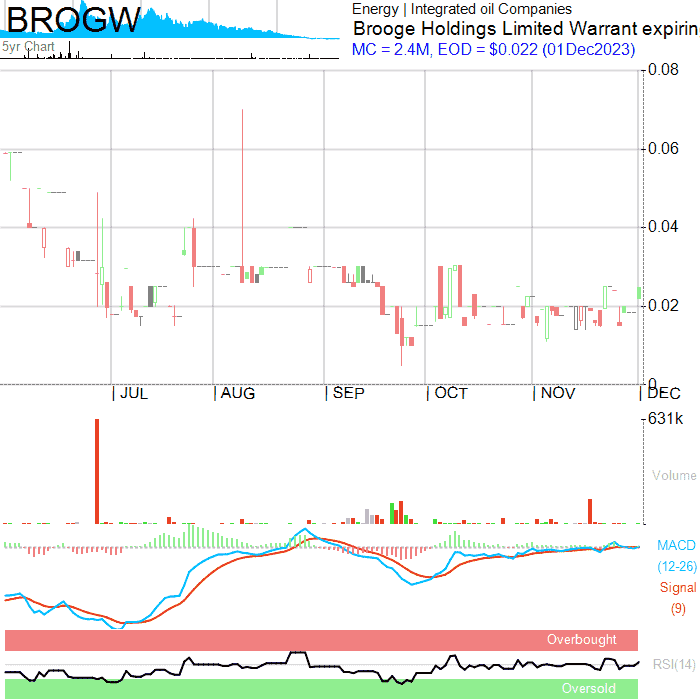 BROGW
5yr Chart
Energy | Integrated oil Companies
Brooge Holdings Limited Warrant expirin
MC = 2.4M, EOD = $0.022 (01Dec2023)
0.08
0.06
0.04
0.02
0
JUL
AUG
SEP
OCT
NOV
DEC
631k
Volume
MACD
(12-26)
Signal
(9)
Overbought
RSI(14)
Oversold